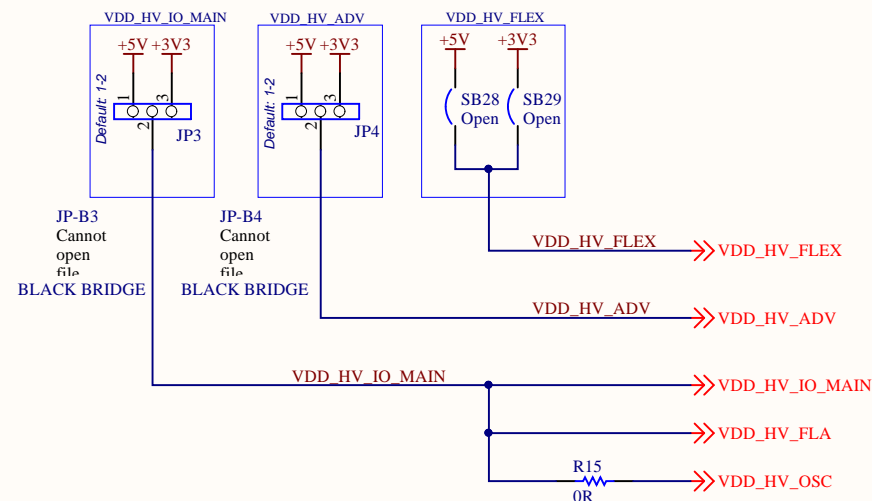 VDD_HV_IO_MAIN
VDD_HV_ADV
VDD_HV_FLEX
+5V +3V3
+5V +3V3
+5V +3V3
Default: 1-2
1
3
2
JP3
Default: 1-2
1
3
2
JP4
SB28
Open
SB29
Open
JP-B3
Cannot
open
file
BLACK BRIDGE
JP-B4
Cannot
open
file
BLACK BRIDGE
VDD_HV_FLEX
VDD_HV_FLEX
VDD_HV_ADV
VDD_HV_ADV
VDD_HV_IO_MAIN
VDD_HV_IO_MAIN
VDD_HV_FLA
R15
0R
VDD_HV_OSC